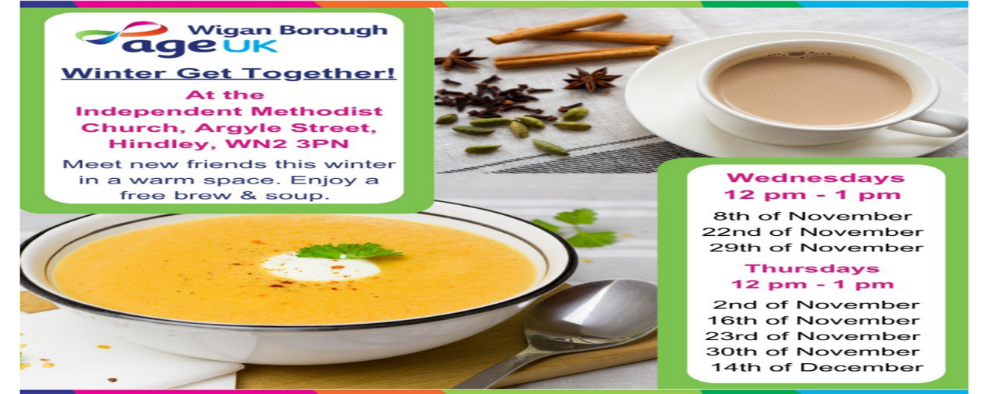 Wigan Borough
age UK
Winter Get Together!
At the
Independent Methodist
Church, Argyle Street,
Hindley, WN2 3PN
Meet new friends this winter
in a warm space. Enjoy a
free brew & soup.
Wednesdays
12 pm - 1 pm
8th of November
22nd of November
29th of November
Thursdays
12 pm - 1 pm
2nd of November
16th of November
23rd of November
30th of November
14th of December